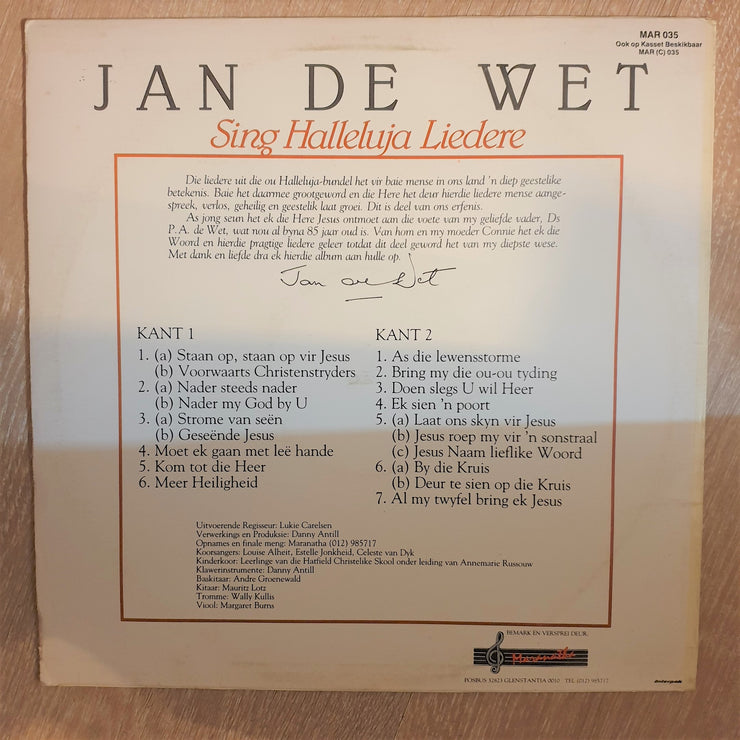 MAR 035
Ook op Kasset Beskikbaar
MAR (C) 035
JAN DE WET
Sing Halleluja Liedere
Die liedere uit die ou Halleluja-bundel het vir baie mense in ons land 'n diep geestelike
betekenis. Baie het daarmee grootgeword en die Here het deur hierdie liedere mense aange-
spreek, verlos, geheilig en geestelik laat groei. Dit is deel van ons erfenis.
As jong seun het ek die Here Jesus ontmoet aan die voete van my geliefde vader, Ds
P.A. de Wet, wat nou al byna 85 jaar oud is. Van hom en my moeder Connie het ek die
Woord en hierdie pragtige liedere geleer totdat dit deel geword het van my diepste wese.
Met dank en liefde dra ek hierdie album aan hulle op.
Jan de Wet
KANT 1
1. (a) Staan op, staan op vir Jesus
(b) Voorwaarts Christenstryders
2. (a) Nader steeds nader
(b) Nader my God by U
3. (a) Strome van seën
(b) Geseënde Jesus
4. Moet ek gaan met leë hande
5. Kom tot die Heer
6. Meer Heiligheid
KANT 2
1. As die lewensstorme
2. Bring my die ou-ou tyding
3. Doen slegs U wil Heer
4. Ek sien 'n poort
5. (a) Laat ons skyn vir Jesus
(b) Jesus roep my vir 'n sonstraal
(c) Jesus Naam lieflike Woord
6. (a) By die Kruis
(b) Deur te sien op die Kruis
7. Al my twyfel bring ek Jesus
Uitvoerende Regisseur: Lukie Carelsen
Verwerkings en Produksie: Danny Antill
Opnames en finale meng: Maranatha (012) 985717
Koorsangers: Louise Alheit, Estelle Jonkheid, Celeste van Dyk
Kinderkoor: Leerlinge van die Hatfield Christelike Skool onder leiding van Annemarie Russouw
Klawerinstrumente: Danny Antill
Baskitaar: Andre Groenewald
Kitaar: Mauritz Lotz
Tromme: Wally Kullis
Viool: Margaret Burns
BEMARK EN VERSPREI DEUR:
Maranatha
POSBUS 32823 GLENSTANTIA 0010 TEL (012) 985717
interpak